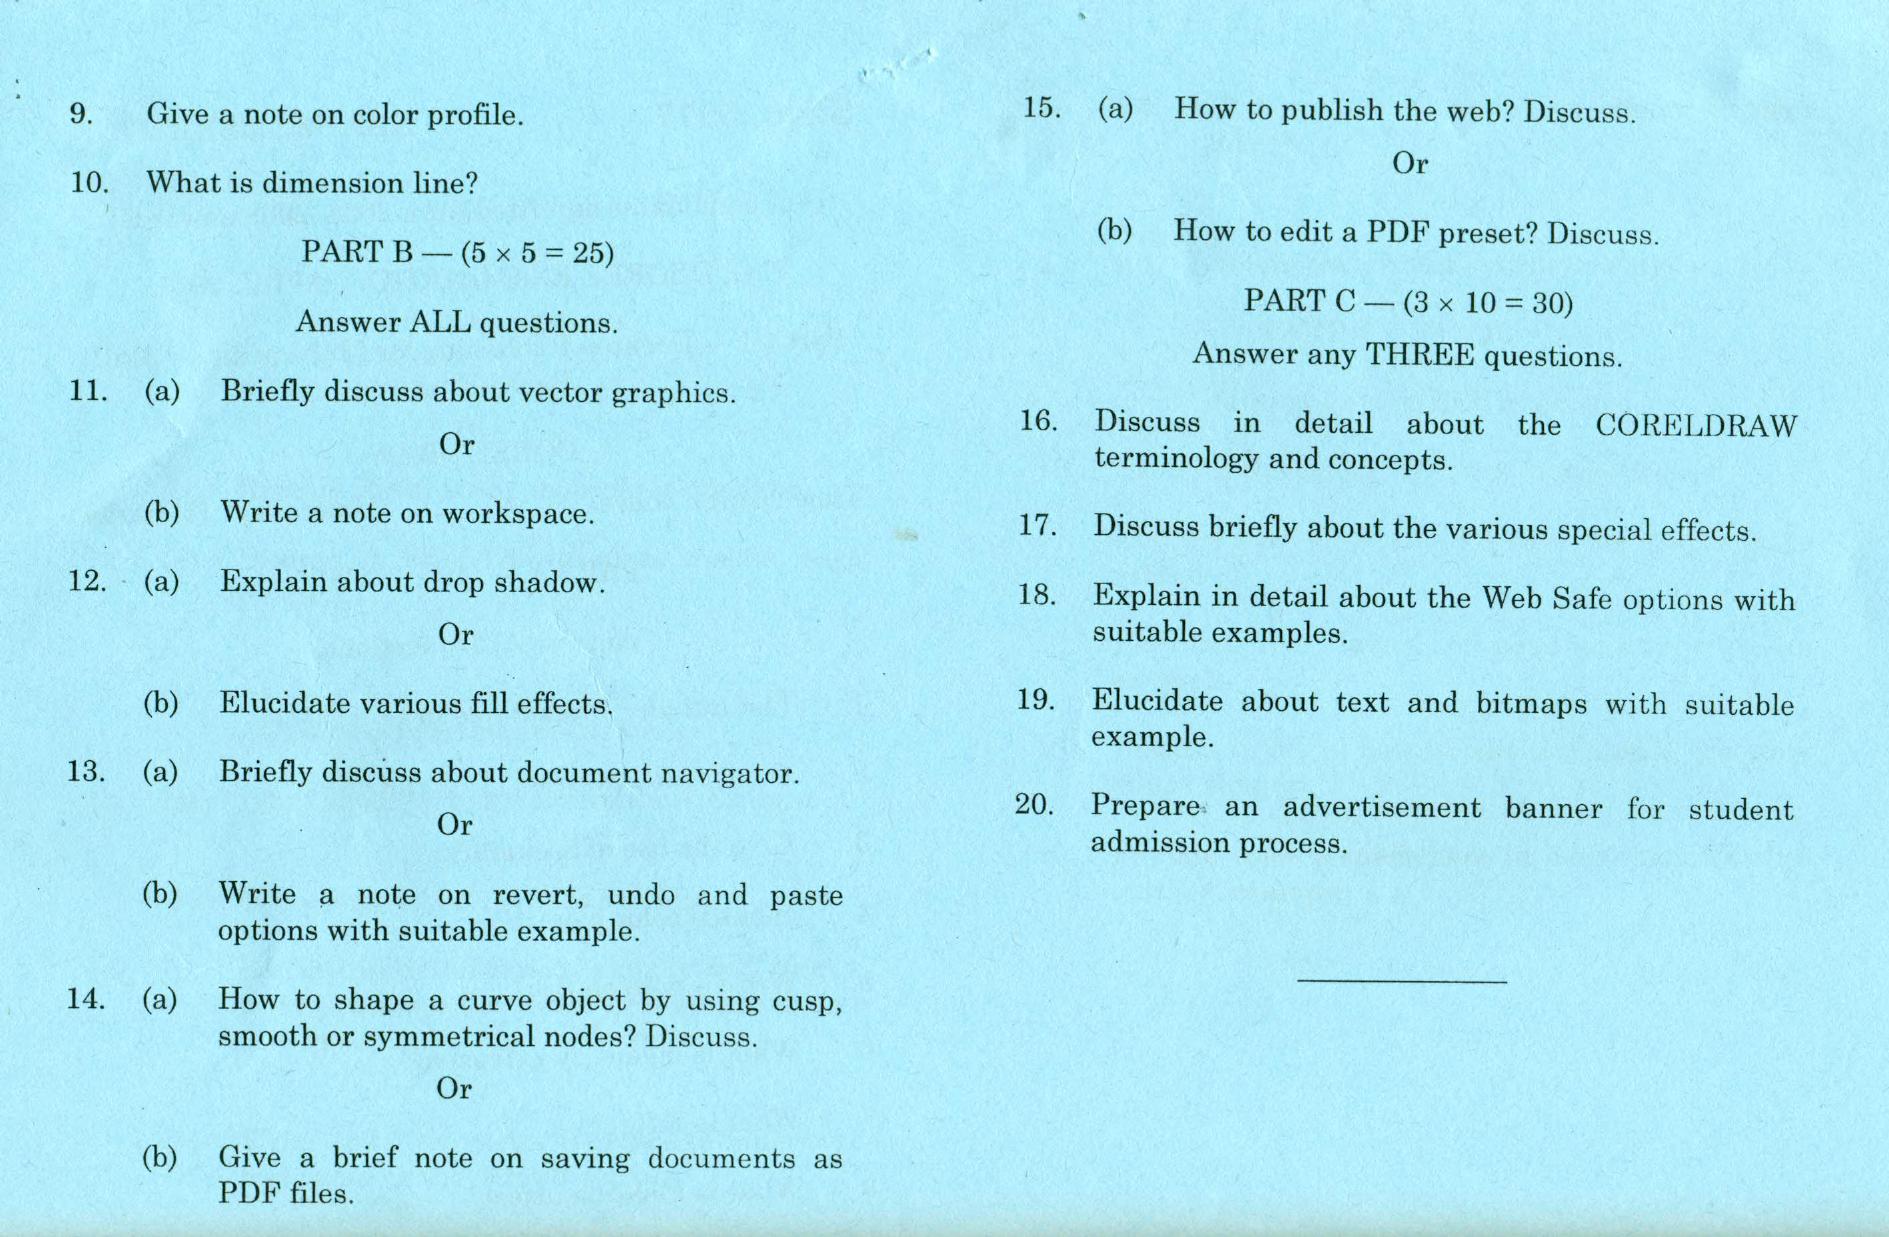 9. Give a note on color profile.
10. What is dimension line?
PART B — (5 × 5 = 25)
Answer ALL questions.
11. (a) Briefly discuss about vector graphics.
Or
(b) Write a note on workspace.
12. (a) Explain about drop shadow.
Or
(b) Elucidate various fill effects.
13. (a) Briefly discuss about document navigator.
Or
(b) Write a note on revert, undo and paste
options with suitable example.
14. (a) How to shape a curve object by using cusp,
smooth or symmetrical nodes? Discuss.
Or
(b) Give a brief note on saving documents as
PDF files.
15. (a) How to publish the web? Discuss.
Or
(b) How to edit a PDF preset? Discuss.
PART C — (3 × 10 = 30)
Answer any THREE questions.
16. Discuss in detail about the CORELDRAW
terminology and concepts.
17. Discuss briefly about the various special effects.
18. Explain in detail about the Web Safe options with
suitable examples.
19. Elucidate about text and bitmaps with suitable
example.
20. Prepare an advertisement banner for student
admission process.